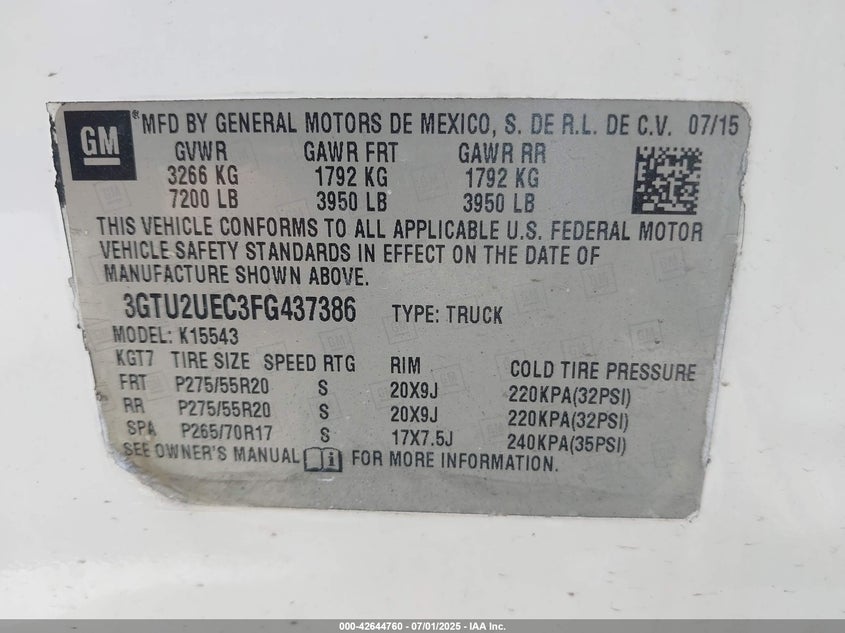 GM
® MFD BY GENERAL MOTORS DE MEXICO, S. DE R.L. DE C.V. 07/15
GVWR GAWR FRT GAWR RR
3266 KG 1792 KG 1792 KG
7200 LB 3950 LB 3950 LB
THIS VEHICLE CONFORMS TO ALL APPLICABLE U.S. FEDERAL MOTOR
VEHICLE SAFETY STANDARDS IN EFFECT ON THE DATE OF
MANUFACTURE SHOWN ABOVE.
3GTU2UEC3FG437386 TYPE: TRUCK
MODEL: K15543
KGT7 TIRE SIZE SPEED RTG RIM COLD TIRE PRESSURE
FRT P275/55R20 S 20X9J 220KPA(32PSI)
RR P275/55R20 S 20X9J 220KPA(32PSI)
SPA P265/70R17 S 17X7.5J 240KPA(35PSI)
SEE OWNER'S MANUAL FOR MORE INFORMATION.
000-42644760 - 07/01/2025 - IAA Inc.